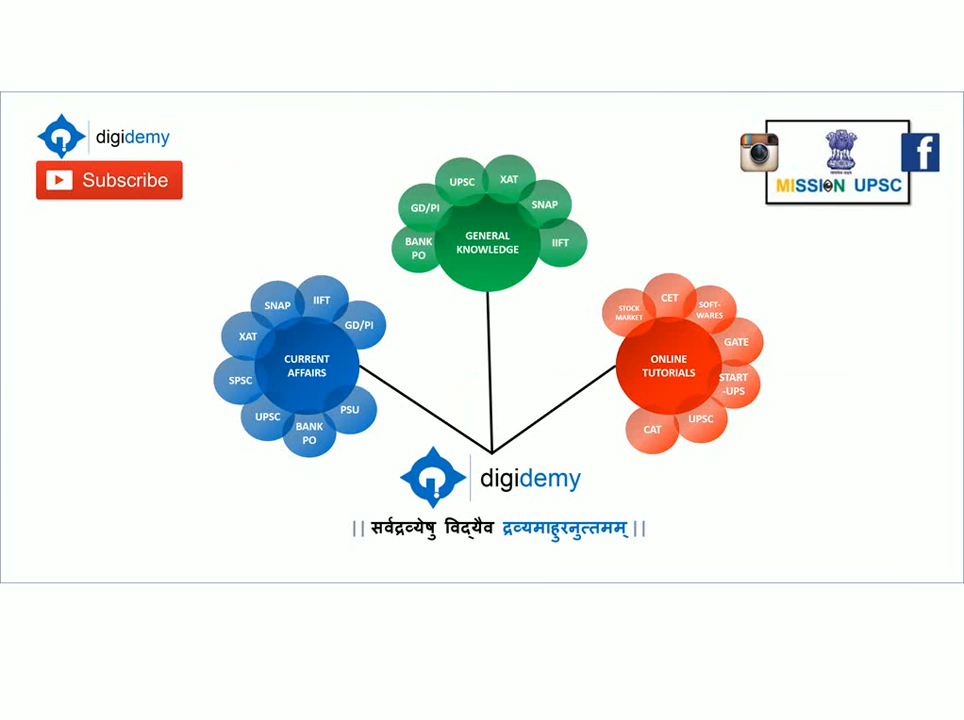 digidemy
Subscribe
MISSION UPSC
UPSC
XAT
GD/PI
SNAP
BANK
PO
IIFT
GENERAL
KNOWLEDGE
SNAP
IIFT
GD/PI
XAT
SPSC
UPSC
BANK
PO
PSU
CURRENT
AFFAIRS
STOCK
MARKET
CET
SOFT-
WARES
GATE
START
-UPS
UPSC
CAT
ONLINE
TUTORIALS
digidemy
|| सर्वद्रव्येषु विद्यैव द्रव्यमाहुरनुत्तमम् ||